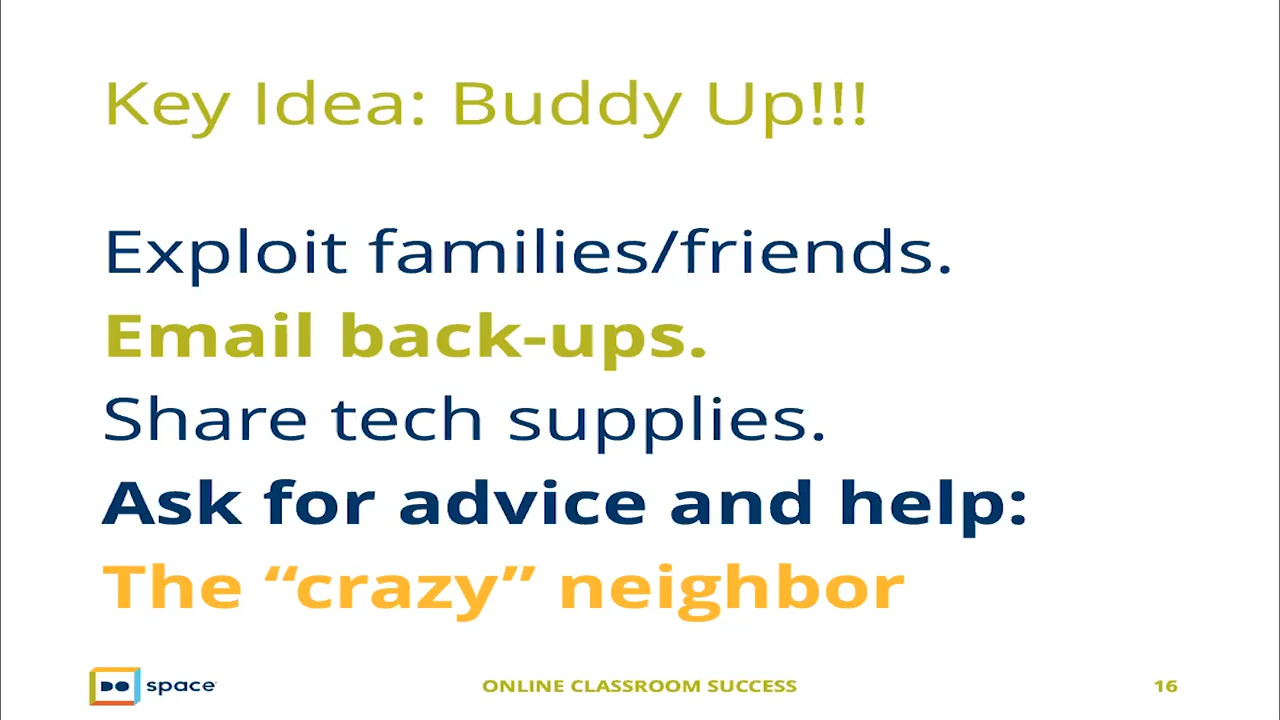 Key Idea: Buddy Up!!!
Exploit families/friends.
Email back-ups.
Share tech supplies.
Ask for advice and help:
The “crazy” neighbor
DO space
ONLINE CLASSROOM SUCCESS
16